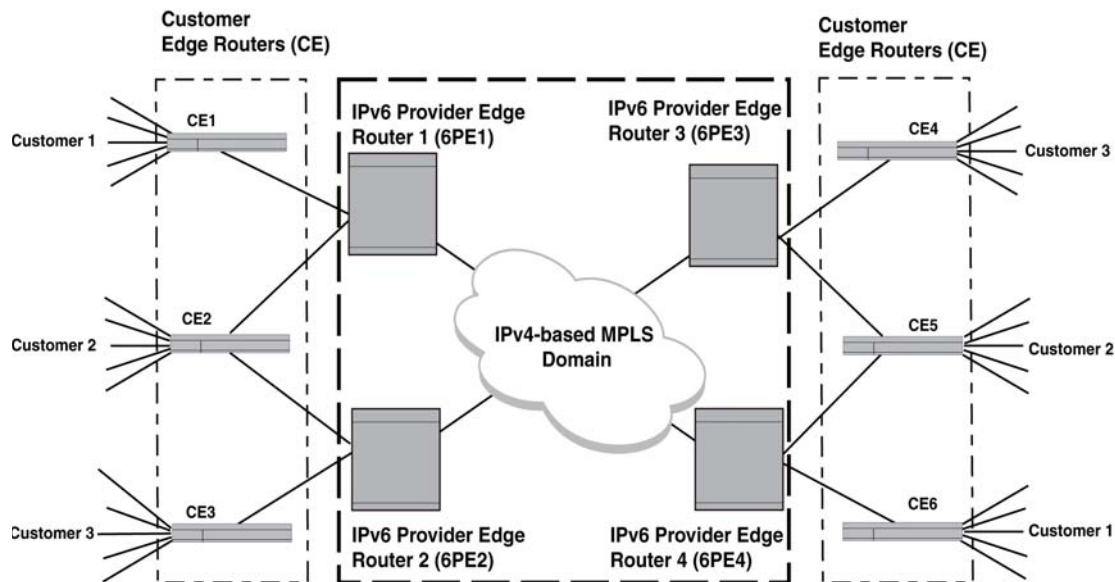 Customer
Edge Routers (CE)
Customer
Edge Routers (CE)
IPv6 Provider Edge
Router 1 (6PE1)
IPv6 Provider Edge
Router 3 (6PE3)
CE1
CE4
Customer 1
Customer 3
IPv4-based MPLS
Domain
CE2
CE5
Customer 2
Customer 2
CE3
CE6
Customer 3
Customer 1
IPv6 Provider Edge
Router 2 (6PE2)
IPv6 Provider Edge
Router 4 (6PE4)